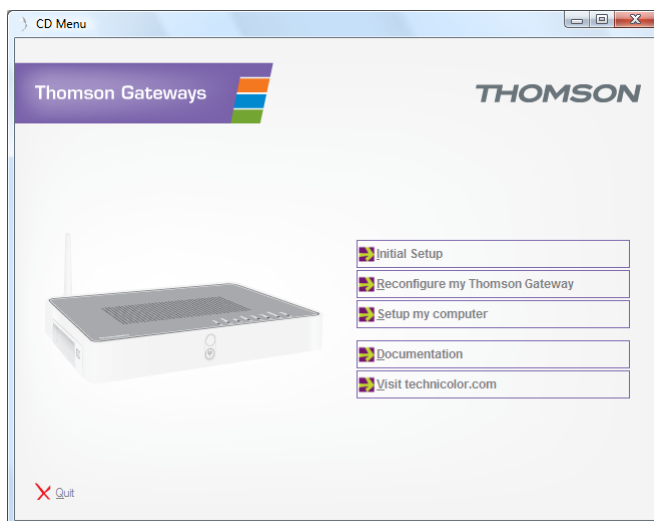 CD Menu
Thomson Gateways
THOMSON
Initial Setup
Reconfigure my Thomson Gateway
Setup my computer
Documentation
Visit technicolor.com
Quit